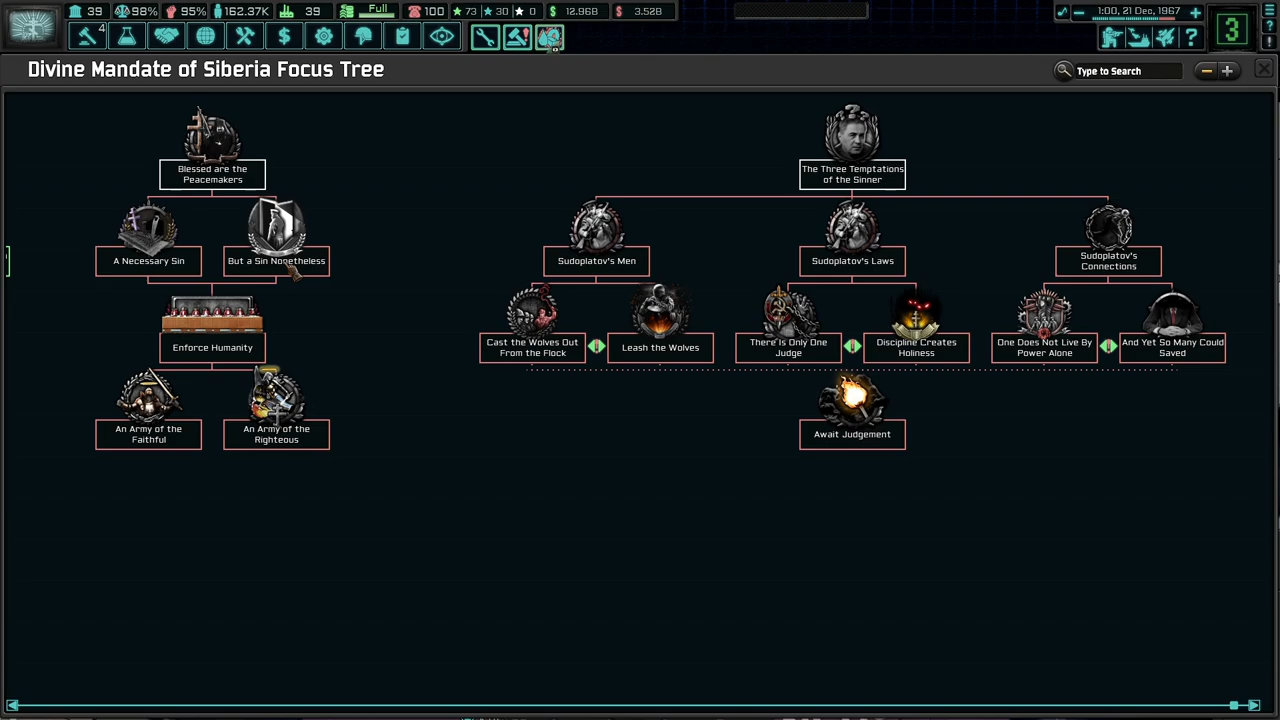 39 98% 95% 162.37K 39 Full 100 73 30 0 $ 12.96B $ 3.52B
1:00, 21 Dec, 1967
4
3
Divine Mandate of Siberia Focus Tree
Type to Search
Blessed are the
Peacemakers
The Three Temptations
of the Sinner
A Necessary Sin
But a Sin Nonetheless
Sudoplatov's Men
Sudoplatov's Laws
Sudoplatov's
Connections
Enforce Humanity
Cast the Wolves Out
From the Flock
Leash the Wolves
There Is Only One
Judge
Discipline Creates
Holiness
One Does Not Live By
Power Alone
And Yet So Many Could
Saved
An Army of the
Faithful
An Army of the
Righteous
Await Judgement